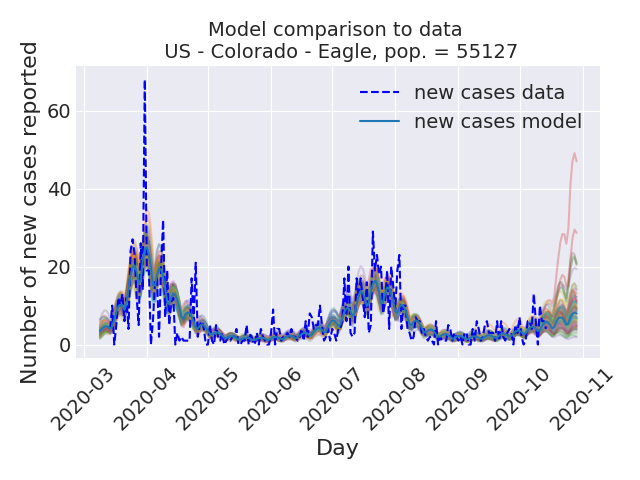 Model comparison to data
US - Colorado - Eagle, pop. = 55127
Number of new cases reported
60
40
20
0
new cases data
new cases model
2020-03
2020-04
2020-05
2020-06
2020-07
2020-08
2020-09
2020-10
2020-11
Day